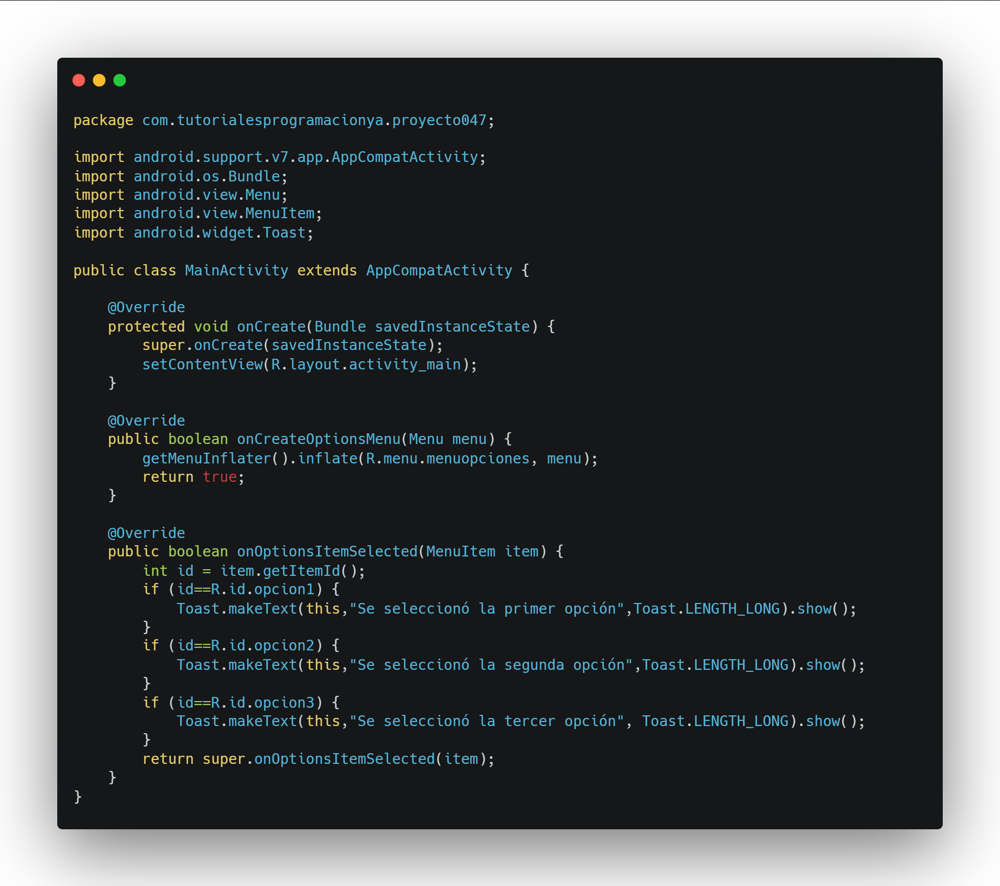 package com.tutorialesprogramacionya.proyecto047;

import android.support.v7.app.AppCompatActivity;
import android.os.Bundle;
import android.view.Menu;
import android.view.MenuItem;
import android.widget.Toast;

public class MainActivity extends AppCompatActivity {

    @Override
    protected void onCreate(Bundle savedInstanceState) {
        super.onCreate(savedInstanceState);
        setContentView(R.layout.activity_main);
    }

    @Override
    public boolean onCreateOptionsMenu(Menu menu) {
        getMenuInflater().inflate(R.menu.menuopciones, menu);
        return true;
    }

    @Override
    public boolean onOptionsItemSelected(MenuItem item) {
        int id = item.getItemId();
        if (id==R.id.opcion1) {
            Toast.makeText(this,"Se seleccionó la primer opción",Toast.LENGTH_LONG).show();
        }
        if (id==R.id.opcion2) {
            Toast.makeText(this,"Se seleccionó la segunda opción",Toast.LENGTH_LONG).show();
        }
        if (id==R.id.opcion3) {
            Toast.makeText(this,"Se seleccionó la tercer opción", Toast.LENGTH_LONG).show();
        }
        return super.onOptionsItemSelected(item);
    }
}